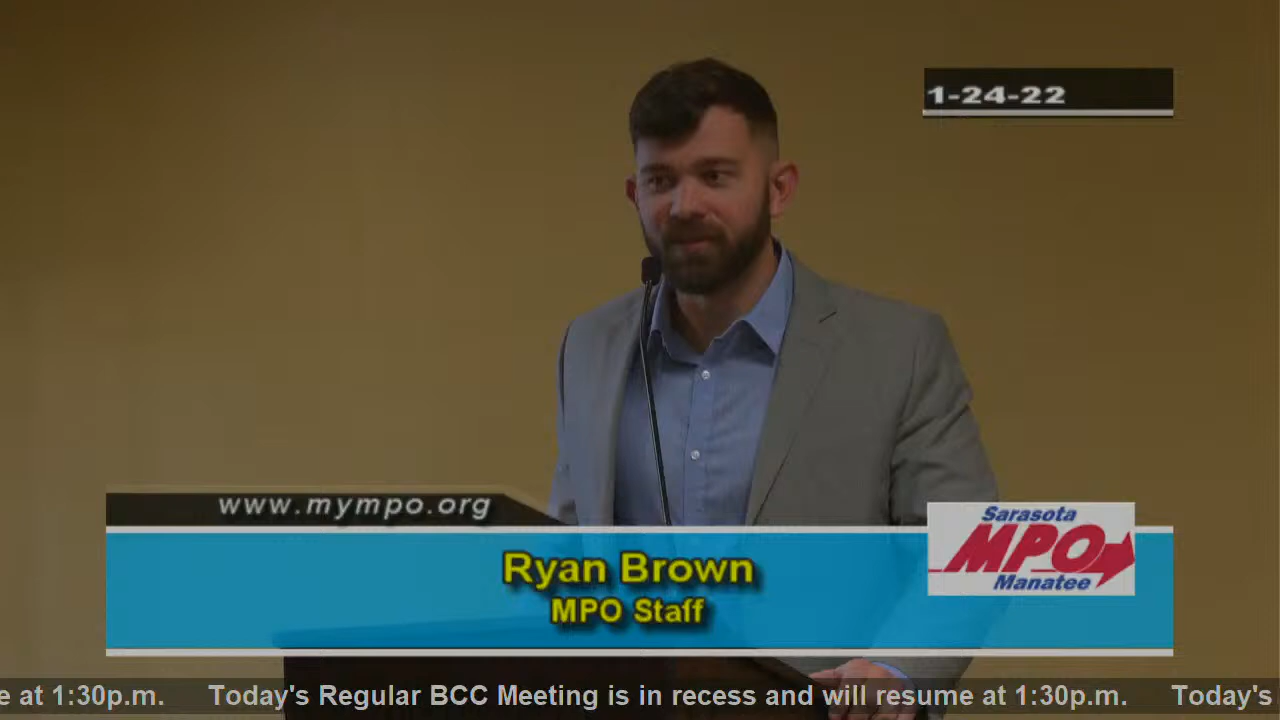 1-24-22
www.mympo.org
Sarasota
MPO
Manatee
Ryan Brown
MPO Staff
e at 1:30p.m. Today's Regular BCC Meeting is in recess and will resume at 1:30p.m. Today's